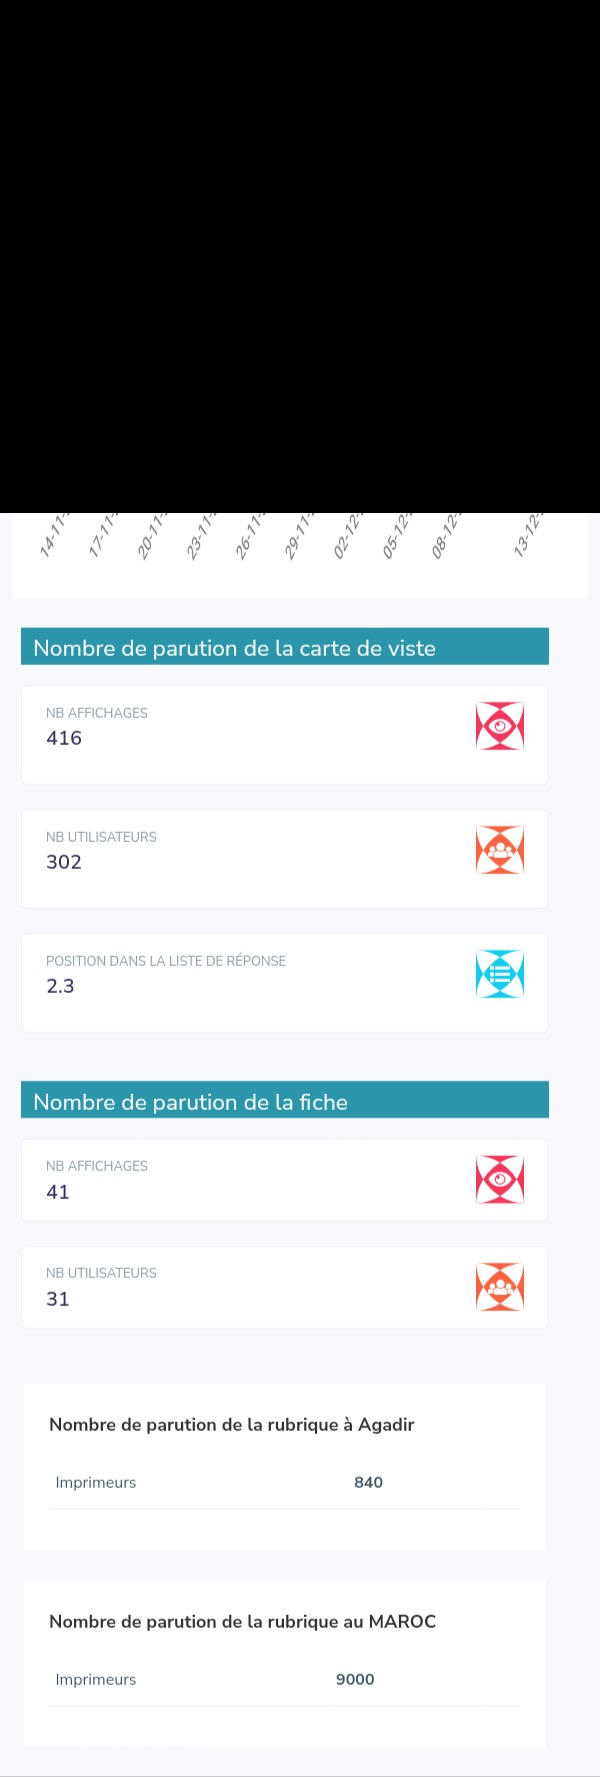 14-11-
17-11-
20-11-
23-11-
26-11-
29-11-
02-12-
05-12-
08-12-
13-12-
Nombre de parution de la carte de viste
NB AFFICHAGES
416
NB UTILISATEURS
302
POSITION DANS LA LISTE DE RÉPONSE
2.3
Nombre de parution de la fiche
NB AFFICHAGES
41
NB UTILISATEURS
31
Nombre de parution de la rubrique à Agadir
Imprimeurs 840
Nombre de parution de la rubrique au MAROC
Imprimeurs 9000